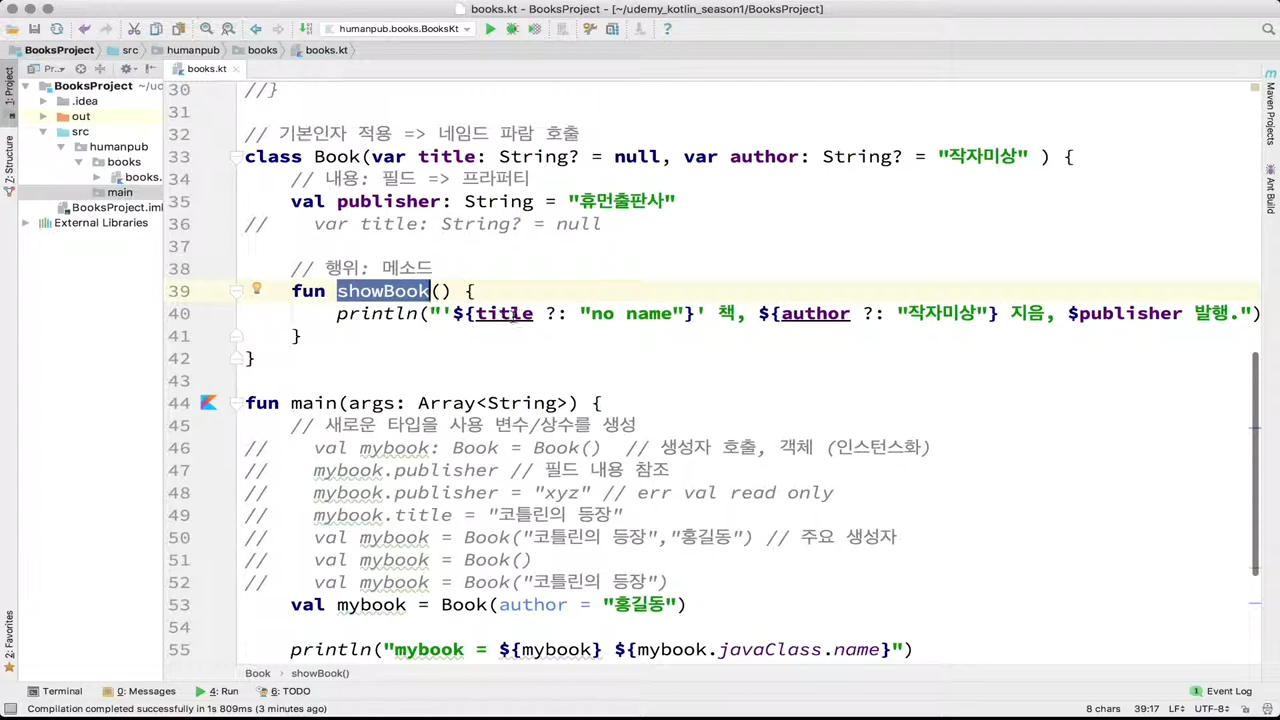 books.kt - BooksProject - [~/udemy_kotlin_season1/BooksProject]
humanpub.books.BooksKt
BooksProject src humanpub books books.kt
1: Project
Z: Structure
2: Favorites
Pr..
books.kt
BooksProject ~/uc
.idea
out
src
humanpub
books
books.
main
BooksProject.iml
External Libraries
30 //}
31
32 // 기본인자 적용 => 네임드 파람 호출
33 class Book(var title: String? = null, var author: String? = "작자미상" ) {
34 // 내용: 필드 => 프라퍼티
35 val publisher: String = "휴먼출판사"
36 // var title: String? = null
37
38 // 행위: 메소드
39 fun showBook() {
40 println("'${title ?: "no name"}' 책, ${author ?: "작자미상"} 지음, $publisher 발행.")
41 }
42 }
43
44 fun main(args: Array<String>) {
45 // 새로운 타입을 사용 변수/상수를 생성
46 // val mybook: Book = Book() // 생성자 호출, 객체 (인스턴스화)
47 // mybook.publisher // 필드 내용 참조
48 // mybook.publisher = "xyz" // err val read only
49 // mybook.title = "코틀린의 등장"
50 // val mybook = Book("코틀린의 등장","홍길동") // 주요 생성자
51 // val mybook = Book()
52 // val mybook = Book("코틀린의 등장")
53 val mybook = Book(author = "홍길동")
54
55 println("mybook = ${mybook} ${mybook.javaClass.name}")
Maven Projects
Ant Build
Book showBook()
Terminal 0: Messages 4: Run 6: TODO 1 Event Log
Compilation completed successfully in 1s 809ms (3 minutes ago) 8 chars 39:17 LF÷ UTF-8÷